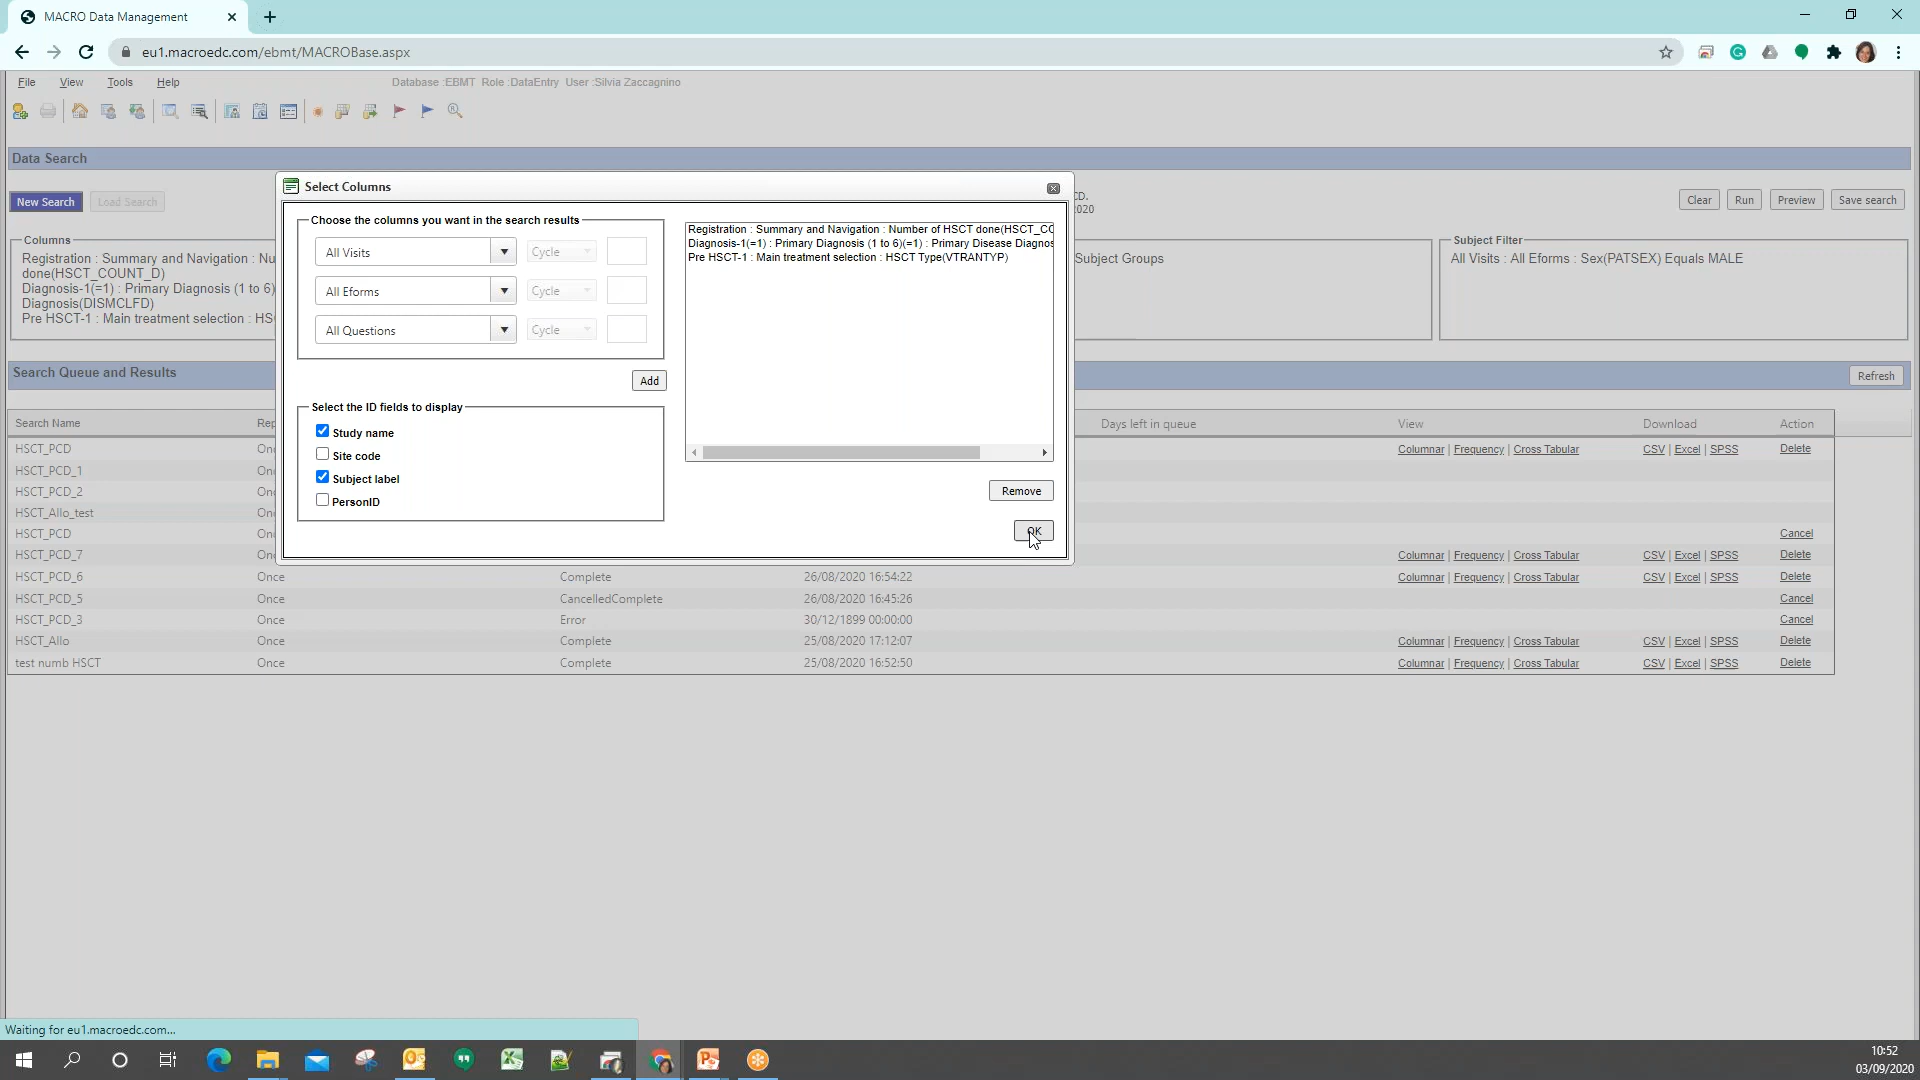 MACRO Data Management
eu1.macroedc.com/ebmt/MACROBase.aspx
File View Tools Help Database :EBMT Role :DataEntry User :Silvia Zaccagnino
Data Search
New Search Load Search
Clear Run Preview Save search
CD.
2020
Columns
Registration : Summary and Navigation : Nu
done(HSCT_COUNT_D)
Diagnosis-1(=1) : Primary Diagnosis (1 to 6)
Diagnosis(DISMCLFD)
Pre HSCT-1 : Main treatment selection : HS
Subject Groups
Subject Filter
All Visits : All Eforms : Sex(PATSEX) Equals MALE
Select Columns
Choose the columns you want in the search results
All Visits Cycle
All Eforms Cycle
All Questions Cycle
Add
Select the ID fields to display
Study name
Site code
Subject label
PersonID
Registration : Summary and Navigation : Number of HSCT done(HSCT_CO
Diagnosis-1(=1) : Primary Diagnosis (1 to 6)(=1) : Primary Disease Diagnos
Pre HSCT-1 : Main treatment selection : HSCT Type(VTRANTYP)
Remove
OK
Search Queue and Results
Refresh
Search Name Rep Days left in queue View Download Action
HSCT_PCD On Columnar | Frequency | Cross Tabular CSV | Excel | SPSS Delete
HSCT_PCD_1 On
HSCT_PCD_2 On
HSCT_Allo_test On
HSCT_PCD On Cancel
HSCT_PCD_7 On Columnar | Frequency | Cross Tabular CSV | Excel | SPSS Delete
HSCT_PCD_6 Once Complete 26/08/2020 16:54:22 Columnar | Frequency | Cross Tabular CSV | Excel | SPSS Delete
HSCT_PCD_5 Once CancelledComplete 26/08/2020 16:45:26 Cancel
HSCT_PCD_3 Once Error 30/12/1899 00:00:00 Cancel
HSCT_Allo Once Complete 25/08/2020 17:12:07 Columnar | Frequency | Cross Tabular CSV | Excel | SPSS Delete
test numb HSCT Once Complete 25/08/2020 16:52:50 Columnar | Frequency | Cross Tabular CSV | Excel | SPSS Delete
Waiting for eu1.macroedc.com...
10:52
03/09/2020